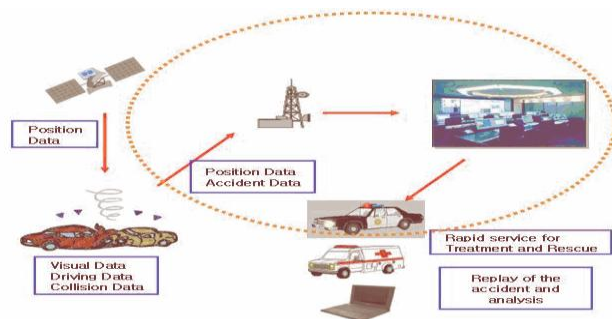 Position
Data
Position Data
Accident Data
Visual Data
Driving Data
Collision Data
Rapid service for
Treatment and Rescue
Replay of the
accident and
analysis